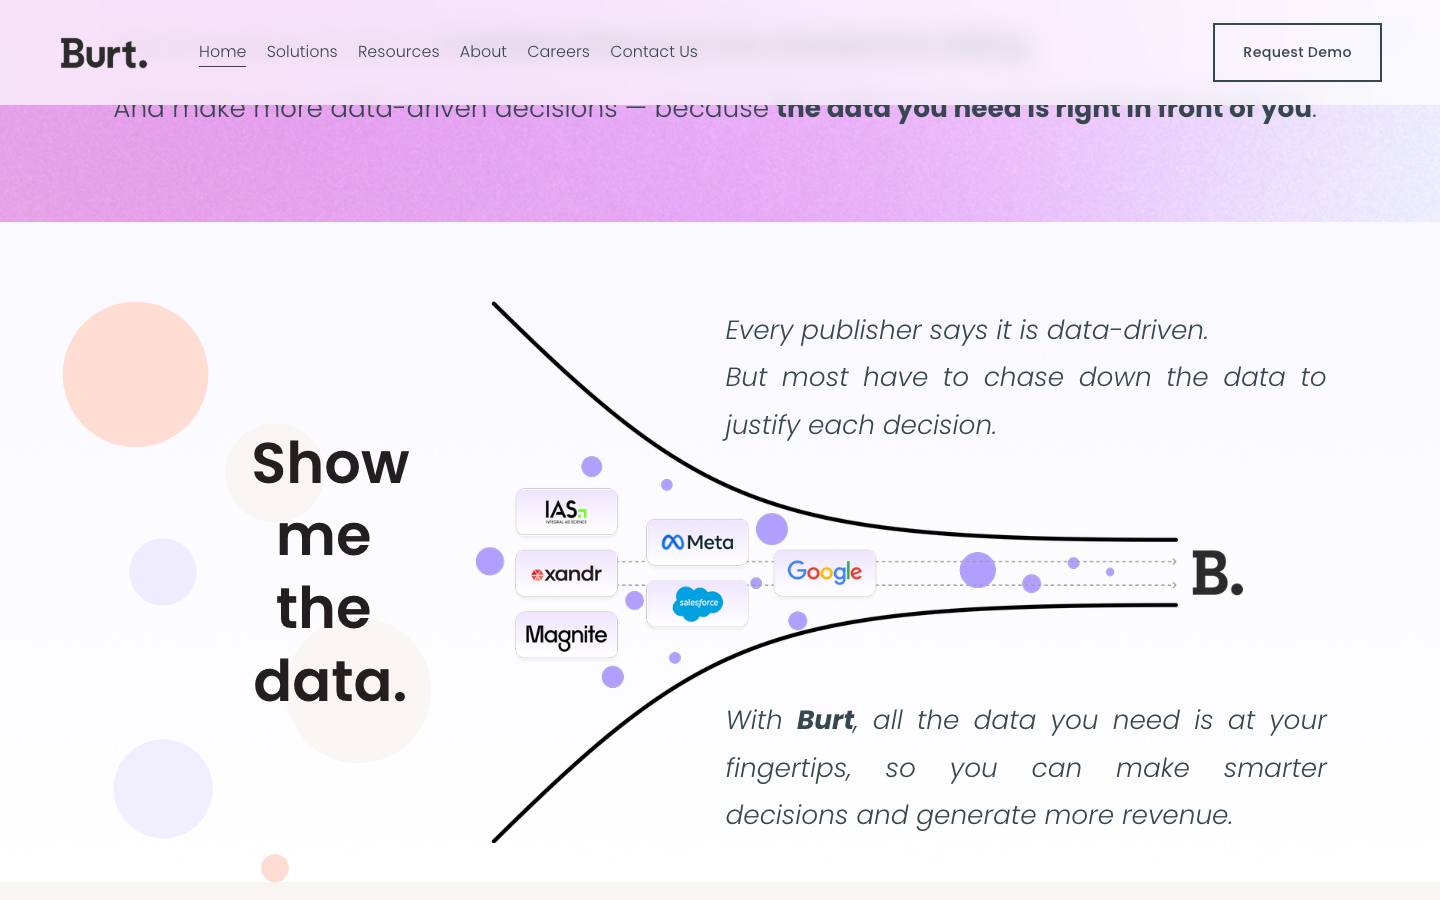 Burt.
Home Solutions Resources About Careers Contact Us
Request Demo
And make more data-driven decisions — because the data you need is right in front of you.
Every publisher says it is data-driven.
But most have to chase down the data to
justify each decision.
Show
me
the
data.
IAS
INTEGRAL AD SCIENCE
xandr
Magnite
Meta
salesforce
Google
B.
With Burt, all the data you need is at your
fingertips, so you can make smarter
decisions and generate more revenue.